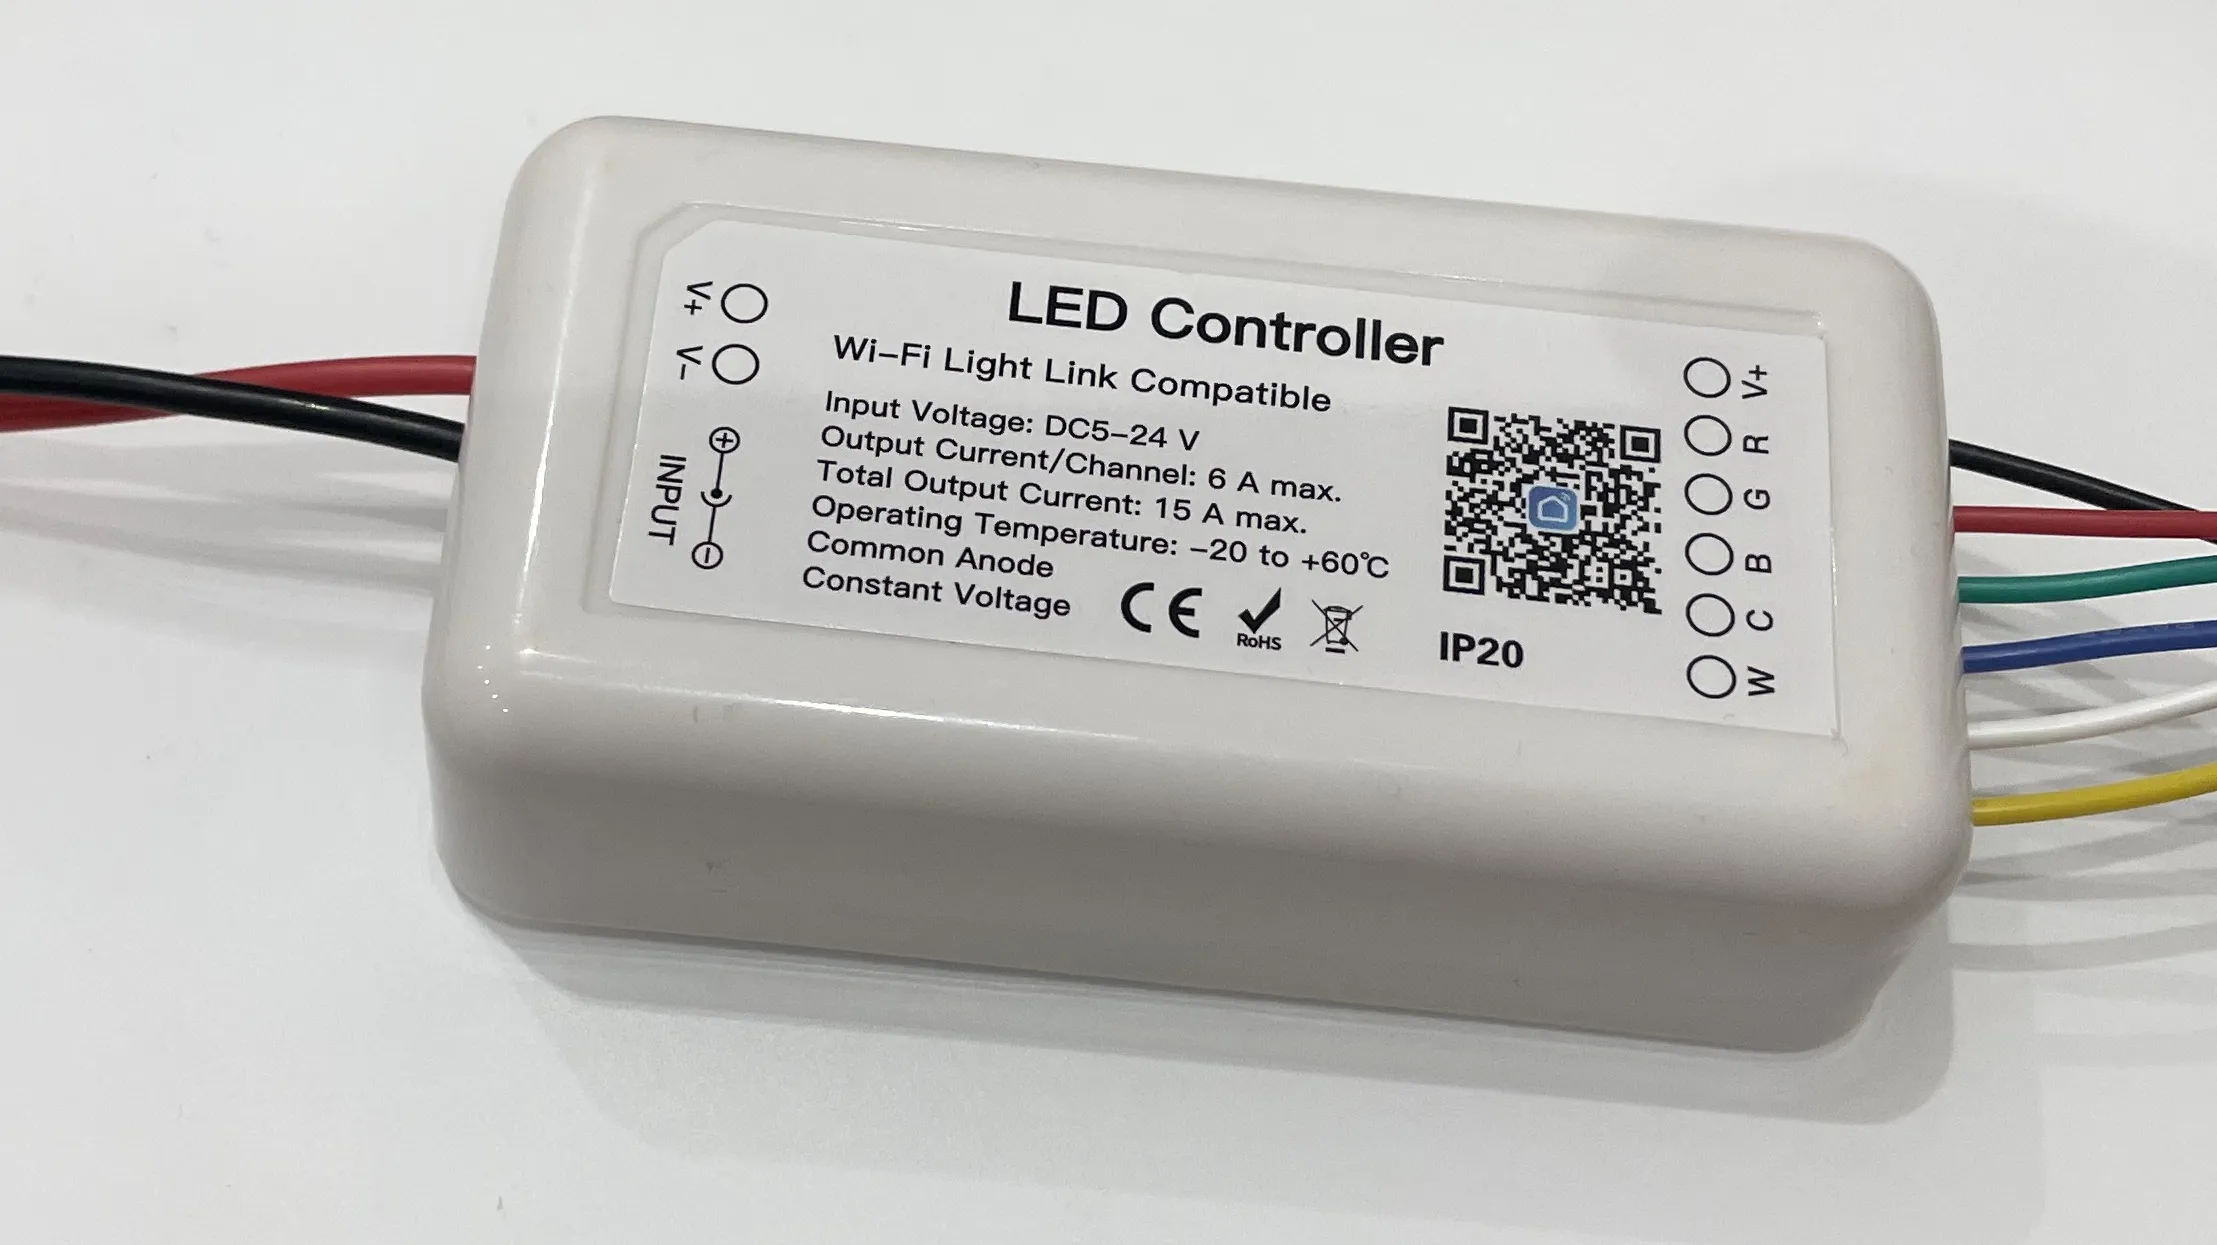 LED Controller
Wi-Fi Light Link Compatible
Input Voltage: DC5-24 V
Output Current/Channel: 6 A max.
Total Output Current: 15 A max.
Operating Temperature: -20 to +60℃
Common Anode
Constant Voltage
CE
RoHS
IP20
V+
V-
INPUT
V+
R
G
B
C
W